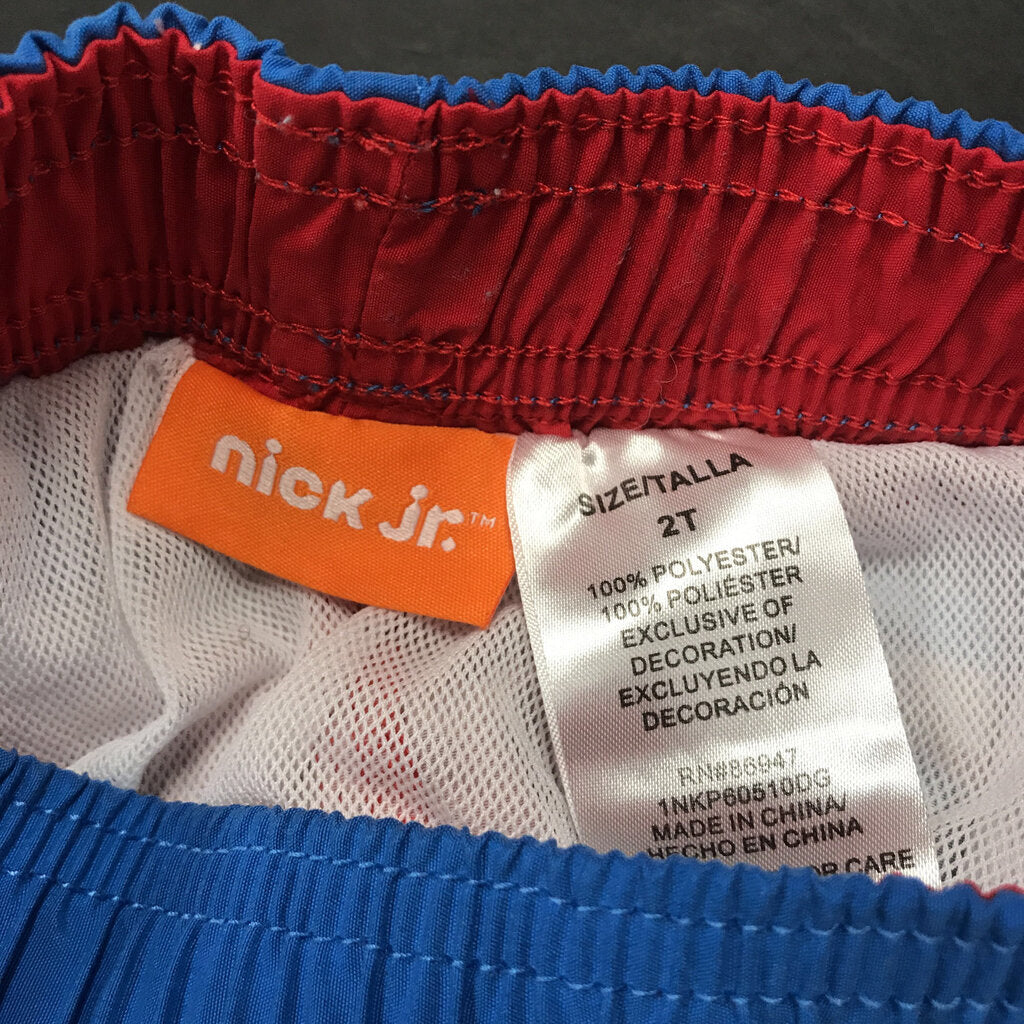 nick jr.™
SIZE/TALLA
2T
100% POLYESTER/
100% POLIÉSTER
EXCLUSIVE OF
DECORATION/
EXCLUYENDO LA
DECORACIÓN
RN#86947
1NKP60510DG
MADE IN CHINA/
HECHO EN CHINA
CARE